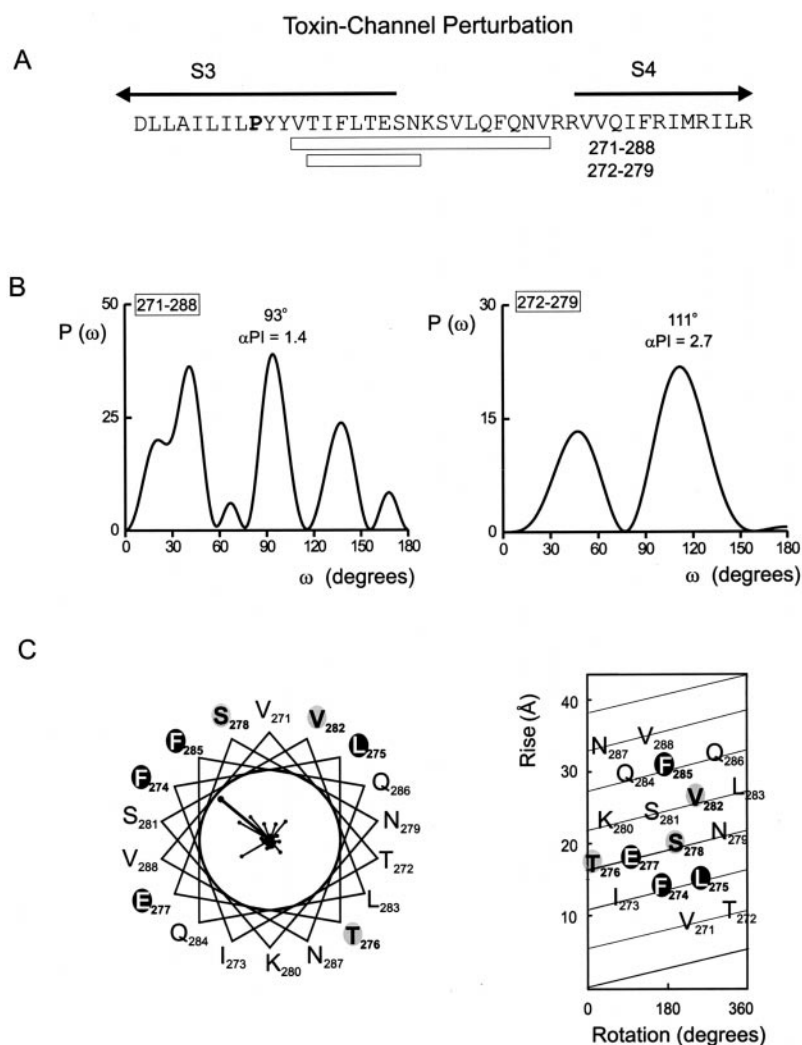 Toxin-Channel Perturbation
A
S3 S4
DLLAILILPYYVTIFLTESNKSVLQFQNVRRVVQIFRIMRILR
271-288
272-279
B
50 271-288 93° αPI = 1.4
P (ω)
25
0
0 30 60 90 120 150 180
ω (degrees)
30 272-279 111° αPI = 2.7
P (ω)
15
0
0 30 60 90 120 150 180
ω (degrees)
C
V271
V282
L275
Q286
N279
T272
L283
T276
N287
K280
I273
Q284
E277
V288
S281
F274
F285
S278
Rise (Å)
40
30
20
10
N287 V288 Q286
Q284 F285
K280 S281 V282 L283
T276 E277 S278 N279
I273 F274 L275
V271 T272
0 180 360
Rotation (degrees)